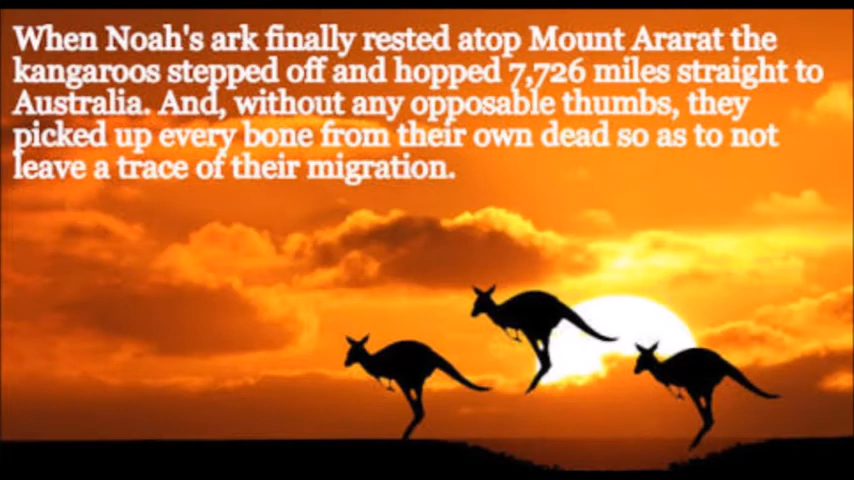 When Noah's ark finally rested atop Mount Ararat the
kangaroos stepped off and hopped 7,726 miles straight to
Australia. And, without any opposable thumbs, they
picked up every bone from their own dead so as to not
leave a trace of their migration.